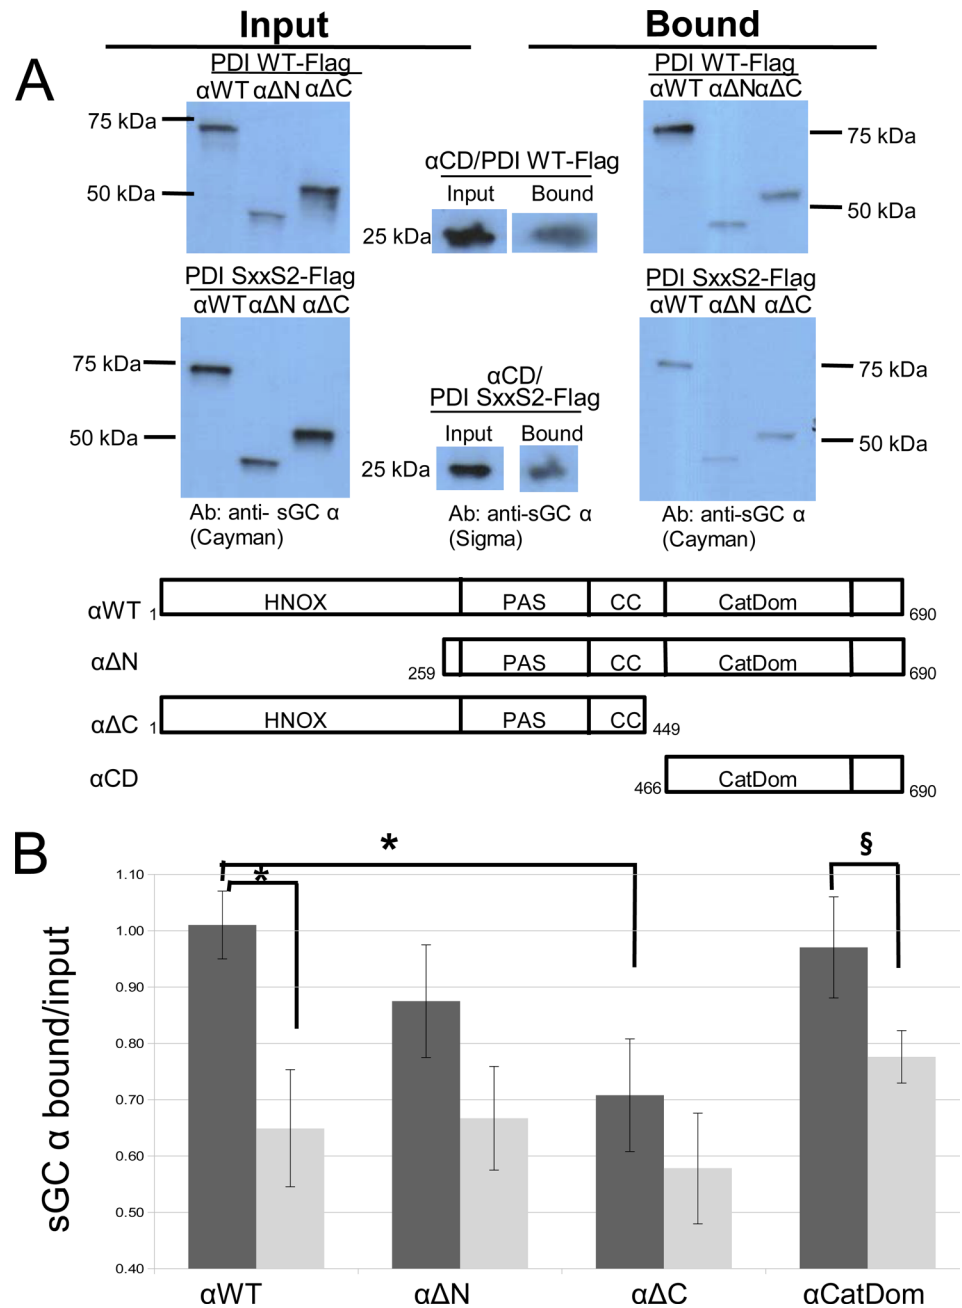 Input Bound
A
PDI WT-Flag
αWT αΔN αΔC
75 kDa
50 kDa
αCD/PDI WT-Flag
Input Bound
25 kDa
PDI WT-Flag
αWT αΔN αΔC
75 kDa
50 kDa
PDI SxxS2-Flag
αWT αΔN αΔC
75 kDa
50 kDa
Ab: anti- sGC α
(Cayman)
αCD/
PDI SxxS2-Flag
Input Bound
25 kDa
Ab: anti-sGC α
(Sigma)
PDI SxxS2-Flag
αWT αΔN αΔC
75 kDa
50 kDa
Ab: anti-sGC α
(Cayman)
αWT 1 HNOX PAS CC CatDom 690
αΔN 259 PAS CC CatDom 690
αΔC 1 HNOX PAS CC 449
αCD 466 CatDom 690
B
* * §
sGC α bound/input
1.10
1.00
0.90
0.80
0.70
0.60
0.50
0.40
αWT αΔN αΔC αCatDom